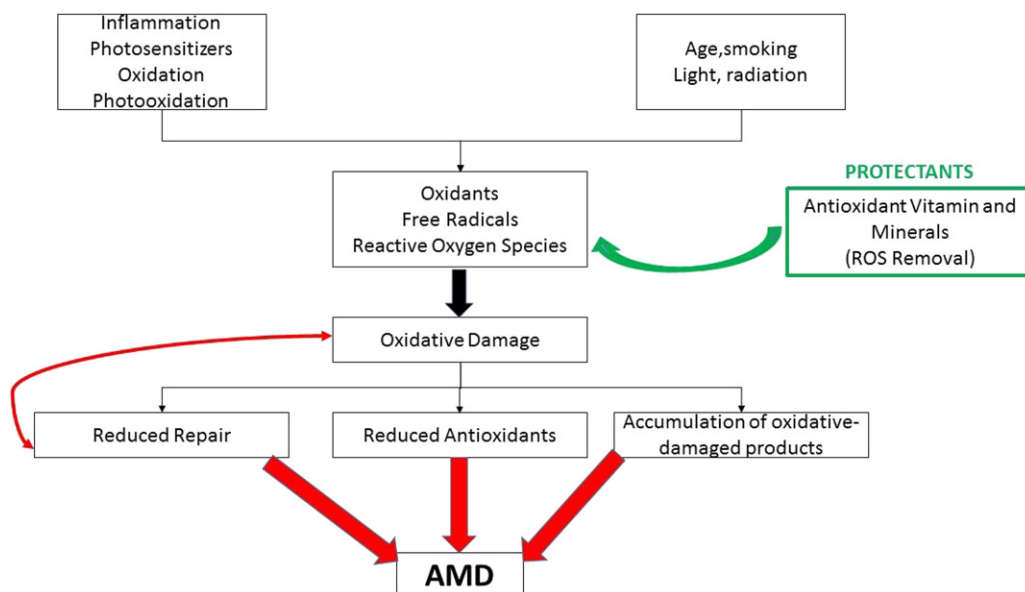 Inflammation
Photosensitizers
Oxidation
Photooxidation
Age,smoking
Light, radiation
Oxidants
Free Radicals
Reactive Oxygen Species
PROTECTANTS
Antioxidant Vitamin and
Minerals
(ROS Removal)
Oxidative Damage
Reduced Repair
Reduced Antioxidants
Accumulation of oxidative-
damaged products
AMD